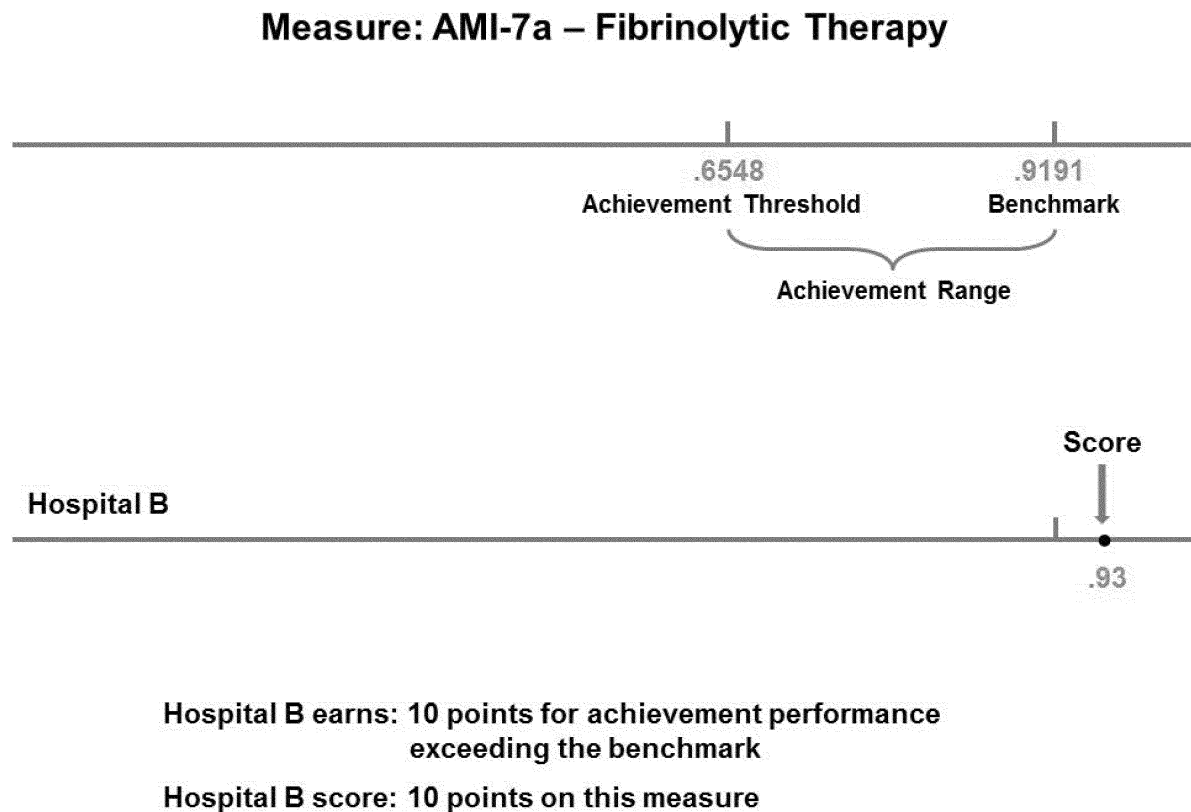 Measure: AMI-7a – Fibrinolytic Therapy
.6548
.9191
Achievement Threshold
Benchmark
Achievement Range
Score
Hospital B
.93
Hospital B earns: 10 points for achievement performance
exceeding the benchmark
Hospital B score: 10 points on this measure